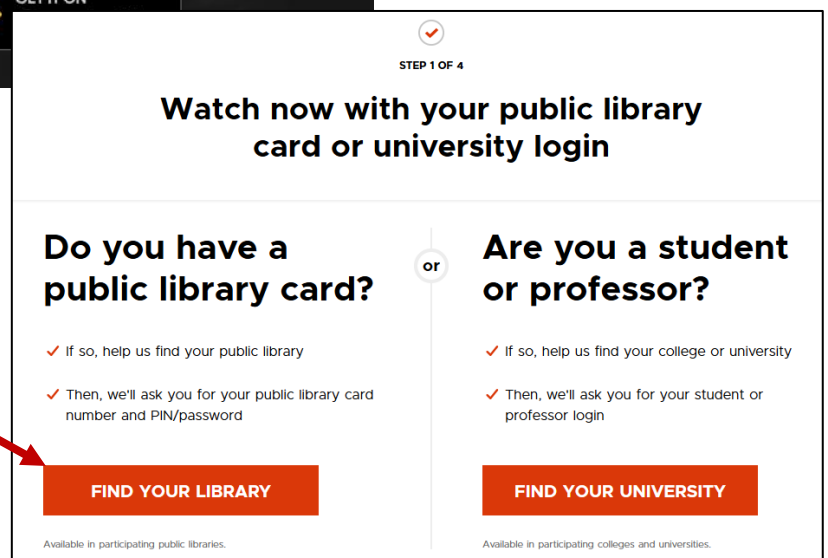 GET IT ON
STEP 1 OF 4
Watch now with your public library
card or university login
Do you have a
public library card?
If so, help us find your public library
Then, we'll ask you for your public library card
number and PIN/password
FIND YOUR LIBRARY
Available in participating public libraries.
or
Are you a student
or professor?
If so, help us find your college or university
Then, we'll ask you for your student or
professor login
FIND YOUR UNIVERSITY
Available in participating colleges and universities.